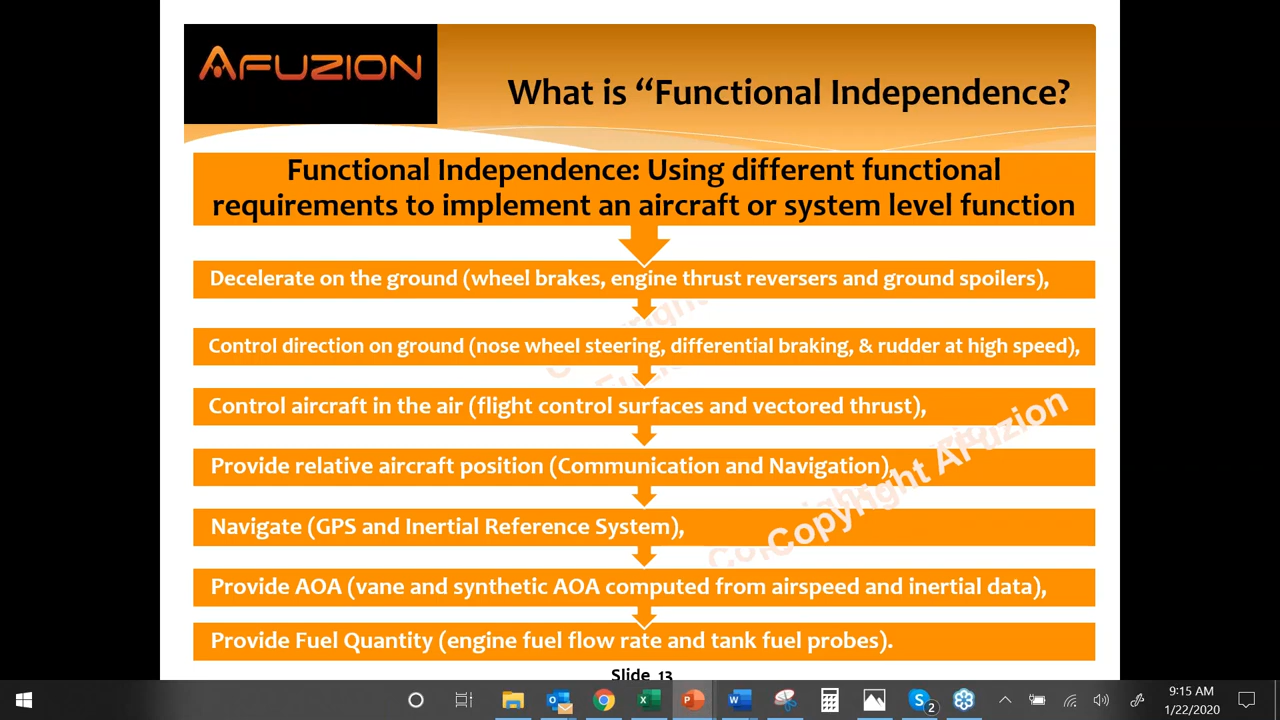 AFUZION
What is “Functional Independence?
Functional Independence: Using different functional
requirements to implement an aircraft or system level function
Decelerate on the ground (wheel brakes, engine thrust reversers and ground spoilers),
Control direction on ground (nose wheel steering, differential braking, & rudder at high speed),
Control aircraft in the air (flight control surfaces and vectored thrust),
Provide relative aircraft position (Communication and Navigation),
Navigate (GPS and Inertial Reference System),
Provide AOA (vane and synthetic AOA computed from airspeed and inertial data),
Provide Fuel Quantity (engine fuel flow rate and tank fuel probes).
Copyright AFuzion
Slide 13
2
9:15 AM
1/22/2020